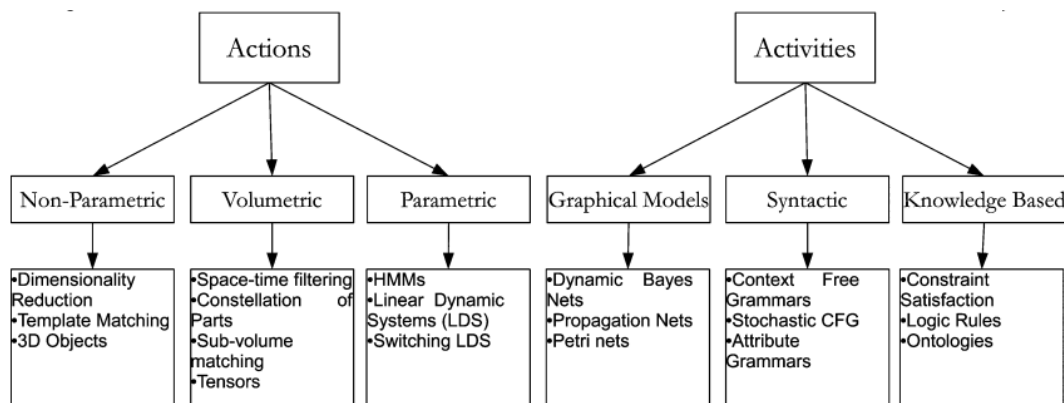 Actions
Activities
Non-Parametric
Volumetric
Parametric
Graphical Models
Syntactic
Knowledge Based
•Dimensionality
Reduction
•Template Matching
•3D Objects
•Space-time filtering
•Constellation of
Parts
•Sub-volume
matching
•Tensors
•HMMs
•Linear Dynamic
Systems (LDS)
•Switching LDS
•Dynamic Bayes
Nets
•Propagation Nets
•Petri nets
•Context Free
Grammars
•Stochastic CFG
•Attribute
Grammars
•Constraint
Satisfaction
•Logic Rules
•Ontologies